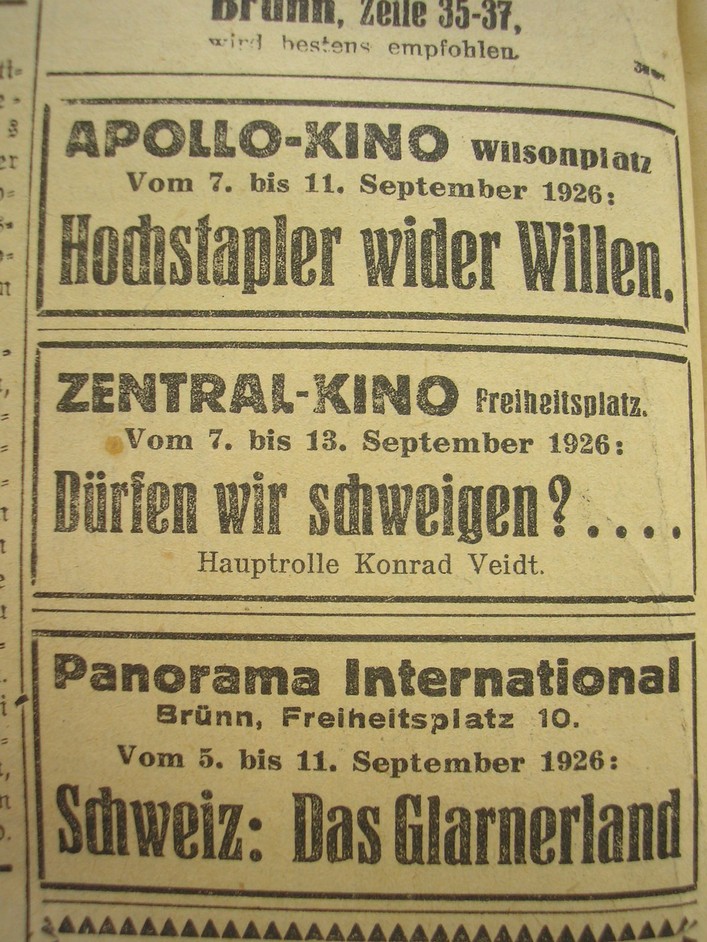 Brünn, Zeile 35-37,
wird bestens empfohlen.
APOLLO-KINO Wilsonplatz
Vom 7. bis 11. September 1926:
Hochstapler wider Willen.
ZENTRAL-KINO Freiheitsplatz.
Vom 7. bis 13. September 1926:
Dürfen wir schweigen? ....
Hauptrolle Konrad Veidt.
Panorama International
Brünn, Freiheitsplatz 10.
Vom 5. bis 11. September 1926:
Schweiz: Das Glarnerland